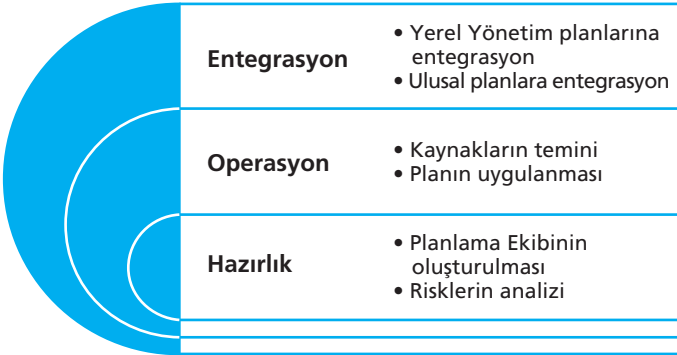 Entegrasyon
• Yerel Yönetim planlarına
entegrasyon
• Ulusal planlara entegrasyon
Operasyon
• Kaynakların temini
• Planın uygulanması
Hazırlık
• Planlama Ekibinin
oluşturulması
• Risklerin analizi